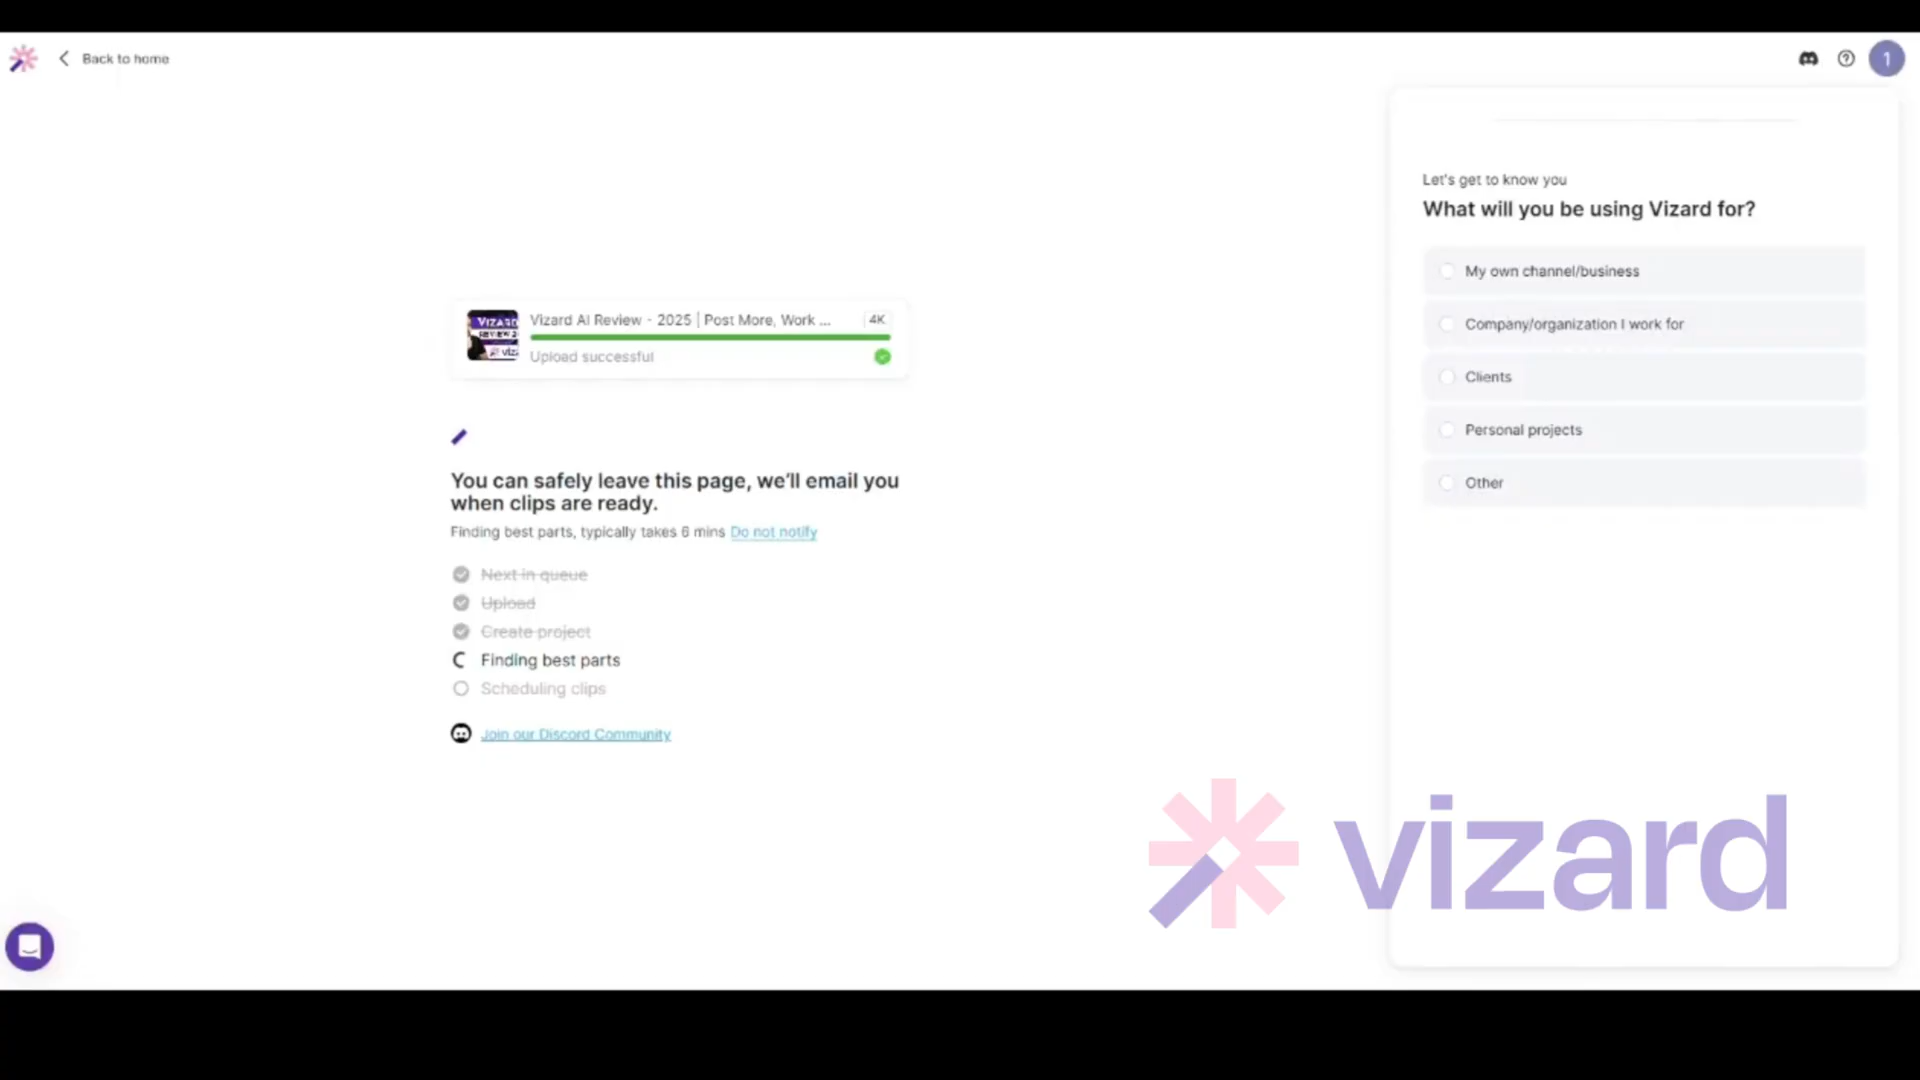 Back to home
1
Let's get to know you
What will you be using Vizard for?
My own channel/business
Company/organization I work for
Clients
Personal projects
Other
VIZARD
REVIEW 2
Vizard AI Review - 2025 | Post More, Work ...
4K
Upload successful
You can safely leave this page, we'll email you
when clips are ready.
Finding best parts, typically takes 6 mins Do not notify
Next in queue
Upload
Create project
Finding best parts
Scheduling clips
Join our Discord Community
vizard